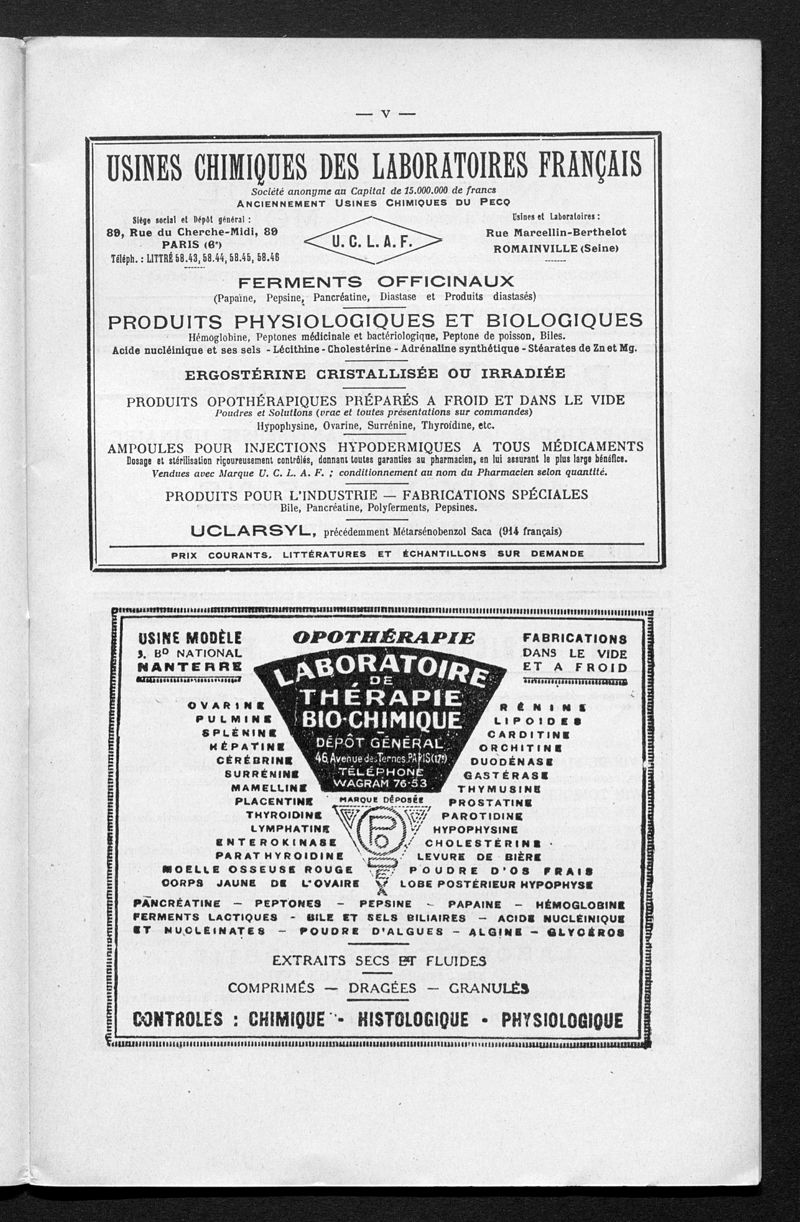 — V —
USINES CHIMIQUES DES LABORATOIRES FRANÇAIS
Société anonyme au Capital de 15.000.000 de francs
ANCIENNEMENT USINES CHIMIQUES DU PECQ
Siège social et Dépôt général :
89, Rue du Cherche-Midi, 89
PARIS (6e)
Téléph. : LITTRÉ 58.43, 58.44, 58.45, 58.46
U. C. L. A. F.
Usines et Laboratoires :
Rue Marcellin-Berthelot
ROMAINVILLE (Seine)
FERMENTS OFFICINAUX
(Papaïne, Pepsine, Pancréatine, Diastase et Produits diastasés)
PRODUITS PHYSIOLOGIQUES ET BIOLOGIQUES
Hémoglobine, Peptones médicinale et bactériologique, Peptone de poisson, Biles.
Acide nucléinique et ses sels - Lécithine - Cholestérine - Adrénaline synthétique - Stéarates de Zn et Mg.
ERGOSTÉRINE CRISTALLISÉE OU IRRADIÉE
PRODUITS OPOTHÉRAPIQUES PRÉPARÉS A FROID ET DANS LE VIDE
Poudres et Solutions (vrac et toutes présentations sur commandes)
Hypophysine, Ovarine, Surrénine, Thyroïdine, etc.
AMPOULES POUR INJECTIONS HYPODERMIQUES A TOUS MÉDICAMENTS
Dosage et stérilisation rigoureusement contrôlés, donnant toutes garanties au pharmacien, en lui assurant le plus large bénéfice.
Vendues avec Marque U. C. L. A. F. ; conditionnement au nom du Pharmacien selon quantité.
PRODUITS POUR L'INDUSTRIE — FABRICATIONS SPÉCIALES
Bile, Pancréatine, Polyferments, Pepsines.
UCLARSYL, précédemment Métarsénobenzol Saca (914 français)
PRIX COURANTS, LITTÉRATURES ET ÉCHANTILLONS SUR DEMANDE
USINE MODÈLE
9, BD NATIONAL
NANTERRE
OPOTHÉRAPIE
LABORATOIRE
DE
THÉRAPIE
BIO-CHIMIQUE
DÉPÔT GÉNÉRAL
46, Avenue des Ternes, PARIS (17e)
TÉLÉPHONE
WAGRAM 76-53
MARQUE DÉPOSÉE
FABRICATIONS
DANS LE VIDE
ET A FROID
OVARINE
PULMINE
SPLÉNINE
HÉPATINE
CÉRÉBRINE
SURRÉNINE
MAMELLINE
PLACENTINE
THYROIDINE
LYMPHATINE
ENTEROKINASE
PARATHYROIDINE
MOELLE OSSEUSE ROUGE
CORPS JAUNE DE L'OVAIRE
RÉNINE
LIPOIDES
CARDITINE
ORCHITINE
DUODÉNASE
GASTÉRASE
THYMUSINE
PROSTATINE
PAROTIDINE
HYPOPHYSINE
CHOLESTÉRINE
LEVURE DE BIÈRE
POUDRE D'OS FRAIS
LOBE POSTÉRIEUR HYPOPHYSE
PANCRÉATINE — PEPTONES — PEPSINE - PAPAINE — HÉMOGLOBINE
FERMENTS LACTIQUES - BILE ET SELS BILIAIRES — ACIDE NUCLÉINIQUE
ET NUCLÉINATES — POUDRE D'ALGUES — ALGINE — GLYCÉROS
EXTRAITS SECS ET FLUIDES
COMPRIMÉS — DRAGÉES — GRANULÉS
CONTROLES : CHIMIQUE - HISTOLOGIQUE - PHYSIOLOGIQUE